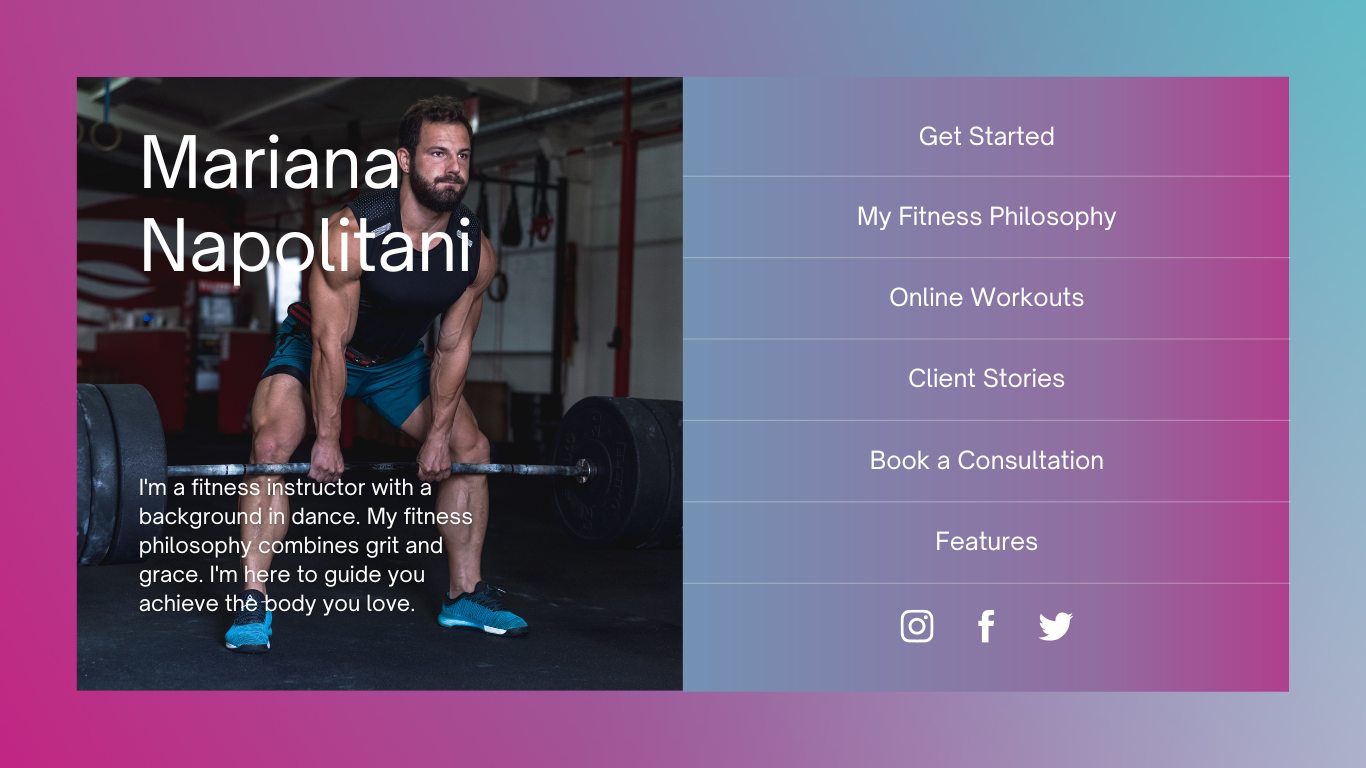 Mariana
Napolitani
I'm a fitness instructor with a
background in dance. My fitness
philosophy combines grit and
grace. I'm here to guide you
achieve the body you love.
Get Started
My Fitness Philosophy
Online Workouts
Client Stories
Book a Consultation
Features